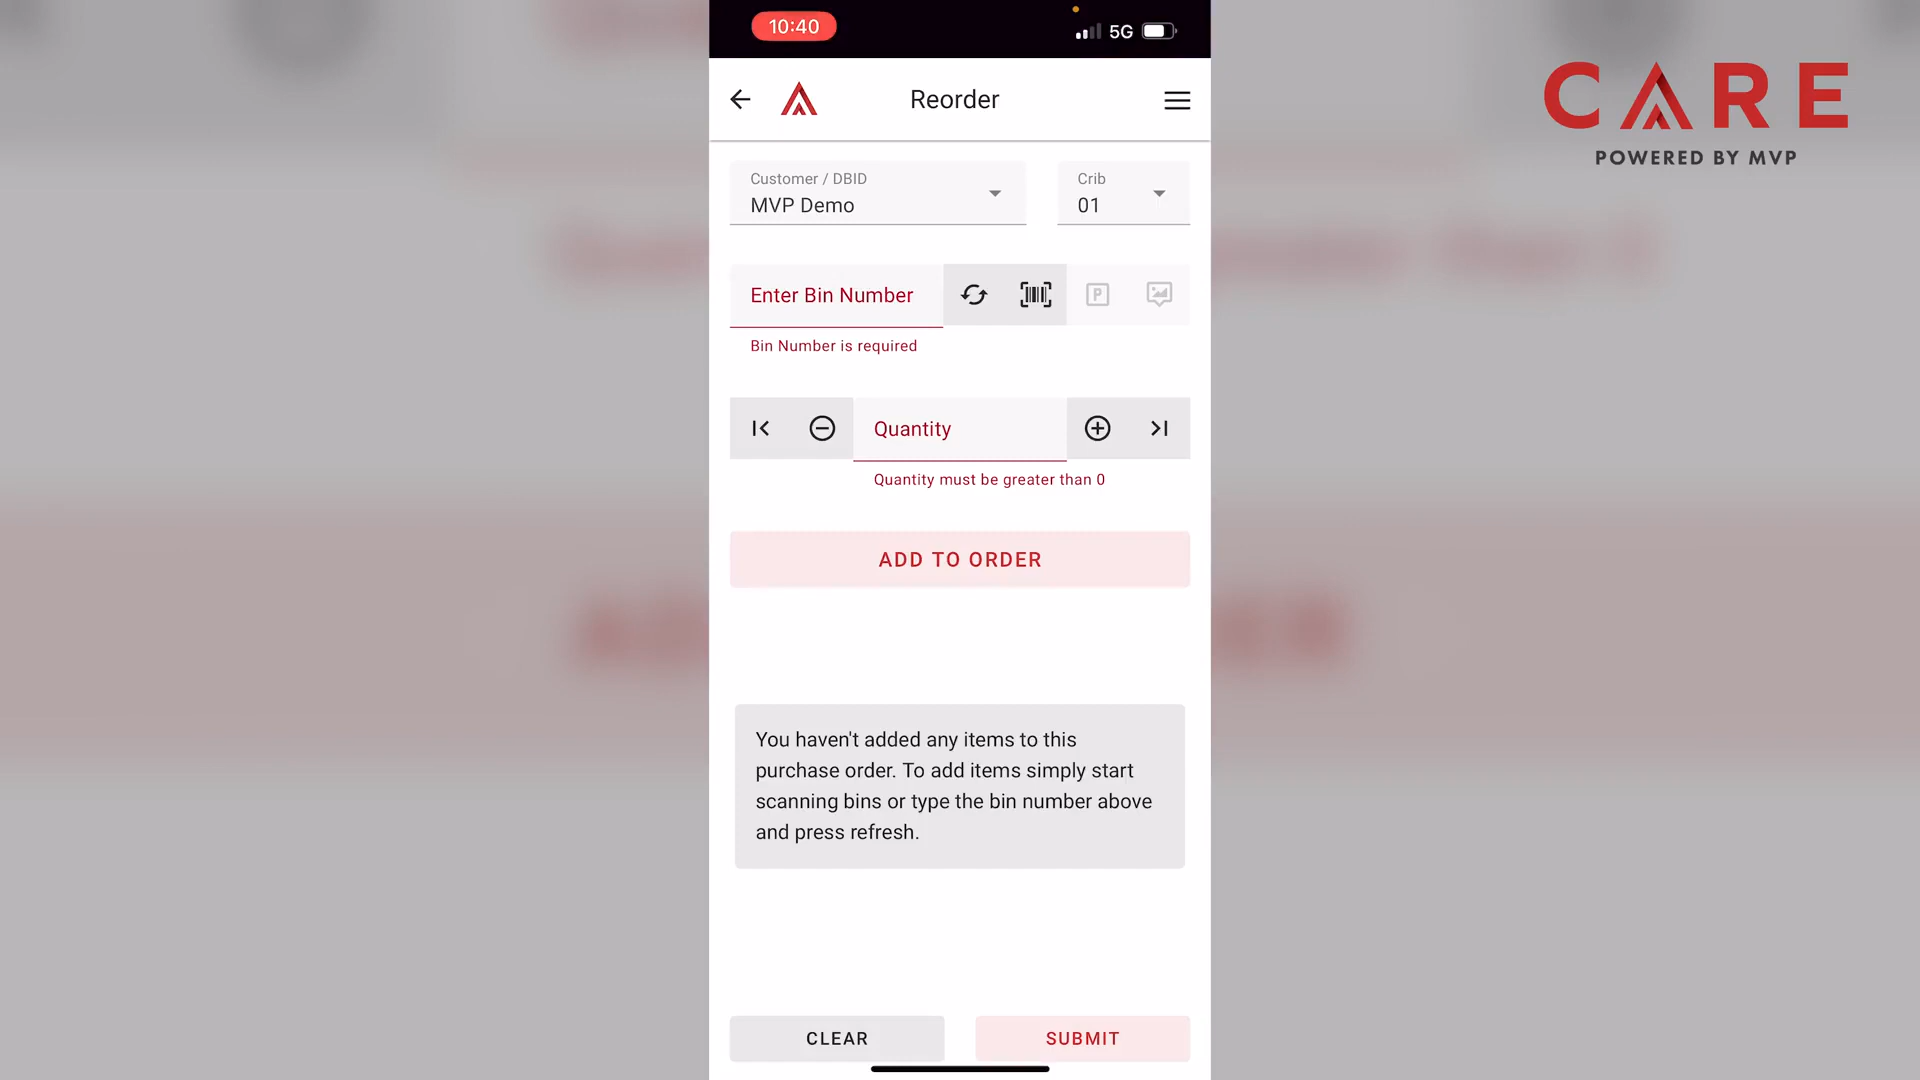 10:40
5G
CARE
POWERED BY MVP
Reorder
Customer / DBID
MVP Demo
Crib
01
Enter Bin Number
P
Bin Number is required
Quantity
Quantity must be greater than 0
ADD TO ORDER
You haven't added any items to this
purchase order. To add items simply start
scanning bins or type the bin number above
and press refresh.
CLEAR
SUBMIT